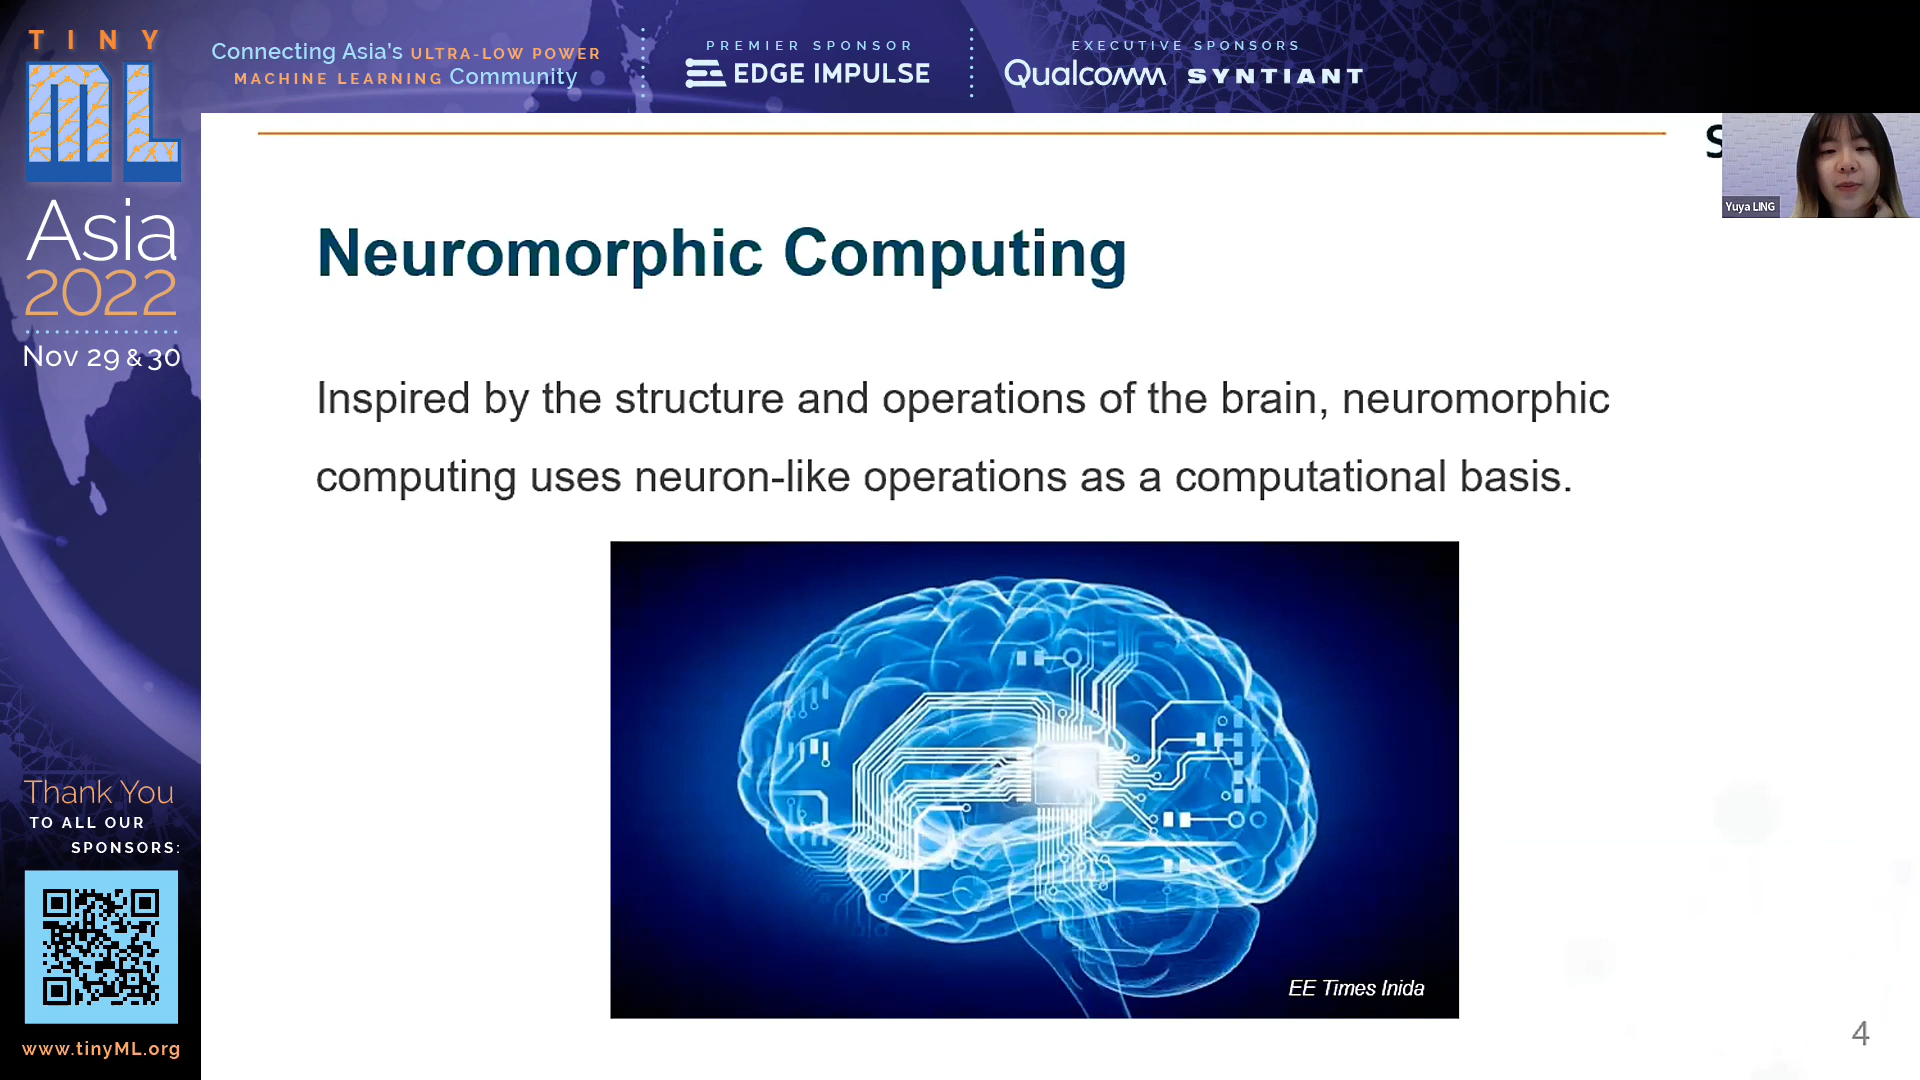 TINY
ML
Asia
2022
Nov 29 & 30
Connecting Asia's ULTRA-LOW POWER
MACHINE LEARNING Community
PREMIER SPONSOR
EDGE IMPULSE
EXECUTIVE SPONSORS
Qualcomm SYNTIANT
Yuya LING
Neuromorphic Computing
Inspired by the structure and operations of the brain, neuromorphic
computing uses neuron-like operations as a computational basis.
EE Times Inida
4
Thank You
TO ALL OUR
SPONSORS:
www.tinyML.org